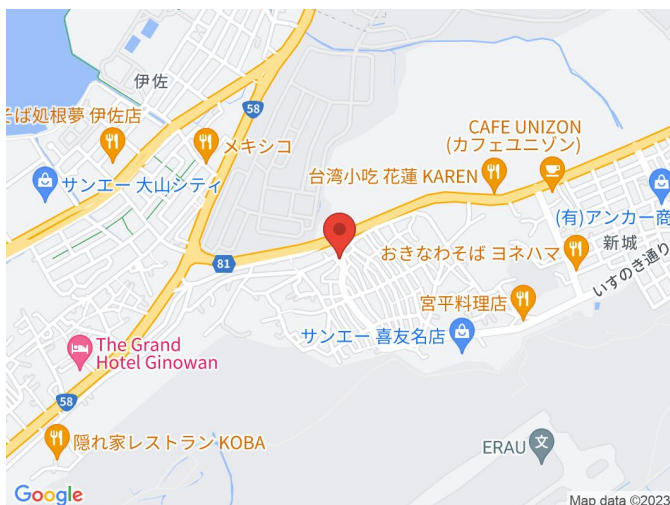 伊佐
58
そば処根夢 伊佐店
メキシコ
CAFE UNIZON
(カフェユニゾン)
台湾小吃 花蓮 KAREN
サンエー 大山シティ
(有)アンカー商
新城
おきなわそば ヨネハマ
81
いすのき通り
宮平料理店
サンエー 喜友名店
The Grand
Hotel Ginowan
58
隠れ家レストラン KOBA
ERAU
文
Google
Map data ©2023